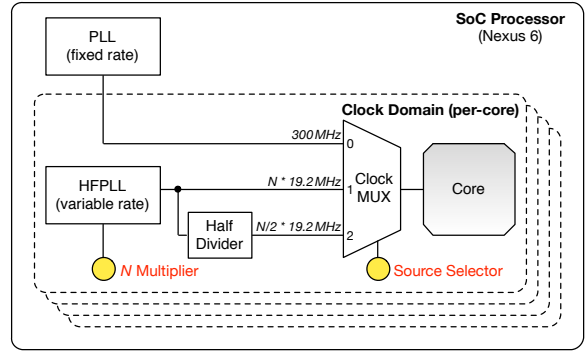 SoC Processor
(Nexus 6)
PLL
(fixed rate)
Clock Domain (per-core)
300 MHz
0
HFPLL
(variable rate)
N * 19.2 MHz
1
Clock
MUX
Core
Half
Divider
N/2 * 19.2 MHz
2
N Multiplier
Source Selector